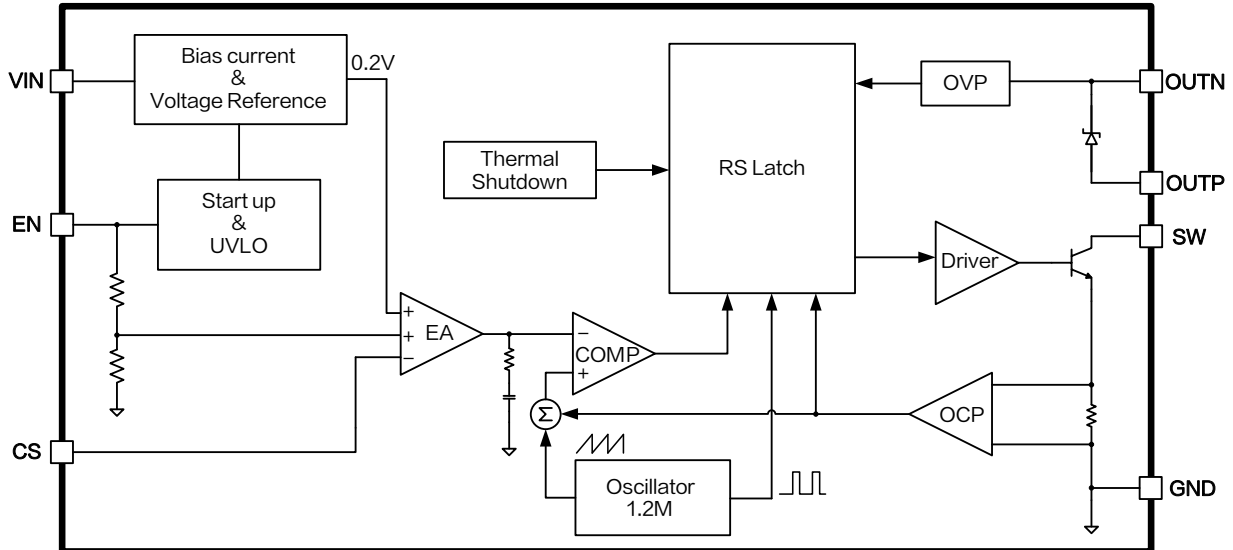 VIN
Bias current
&
Voltage Reference
0.2V
EN
Start up
&
UVLO
CS
Thermal
Shutdown
RS Latch
OVP
OUTN
OUTP
SW
Driver
+
+
−
EA
−
+
COMP
Σ
OCP
Oscillator
1.2M
GND